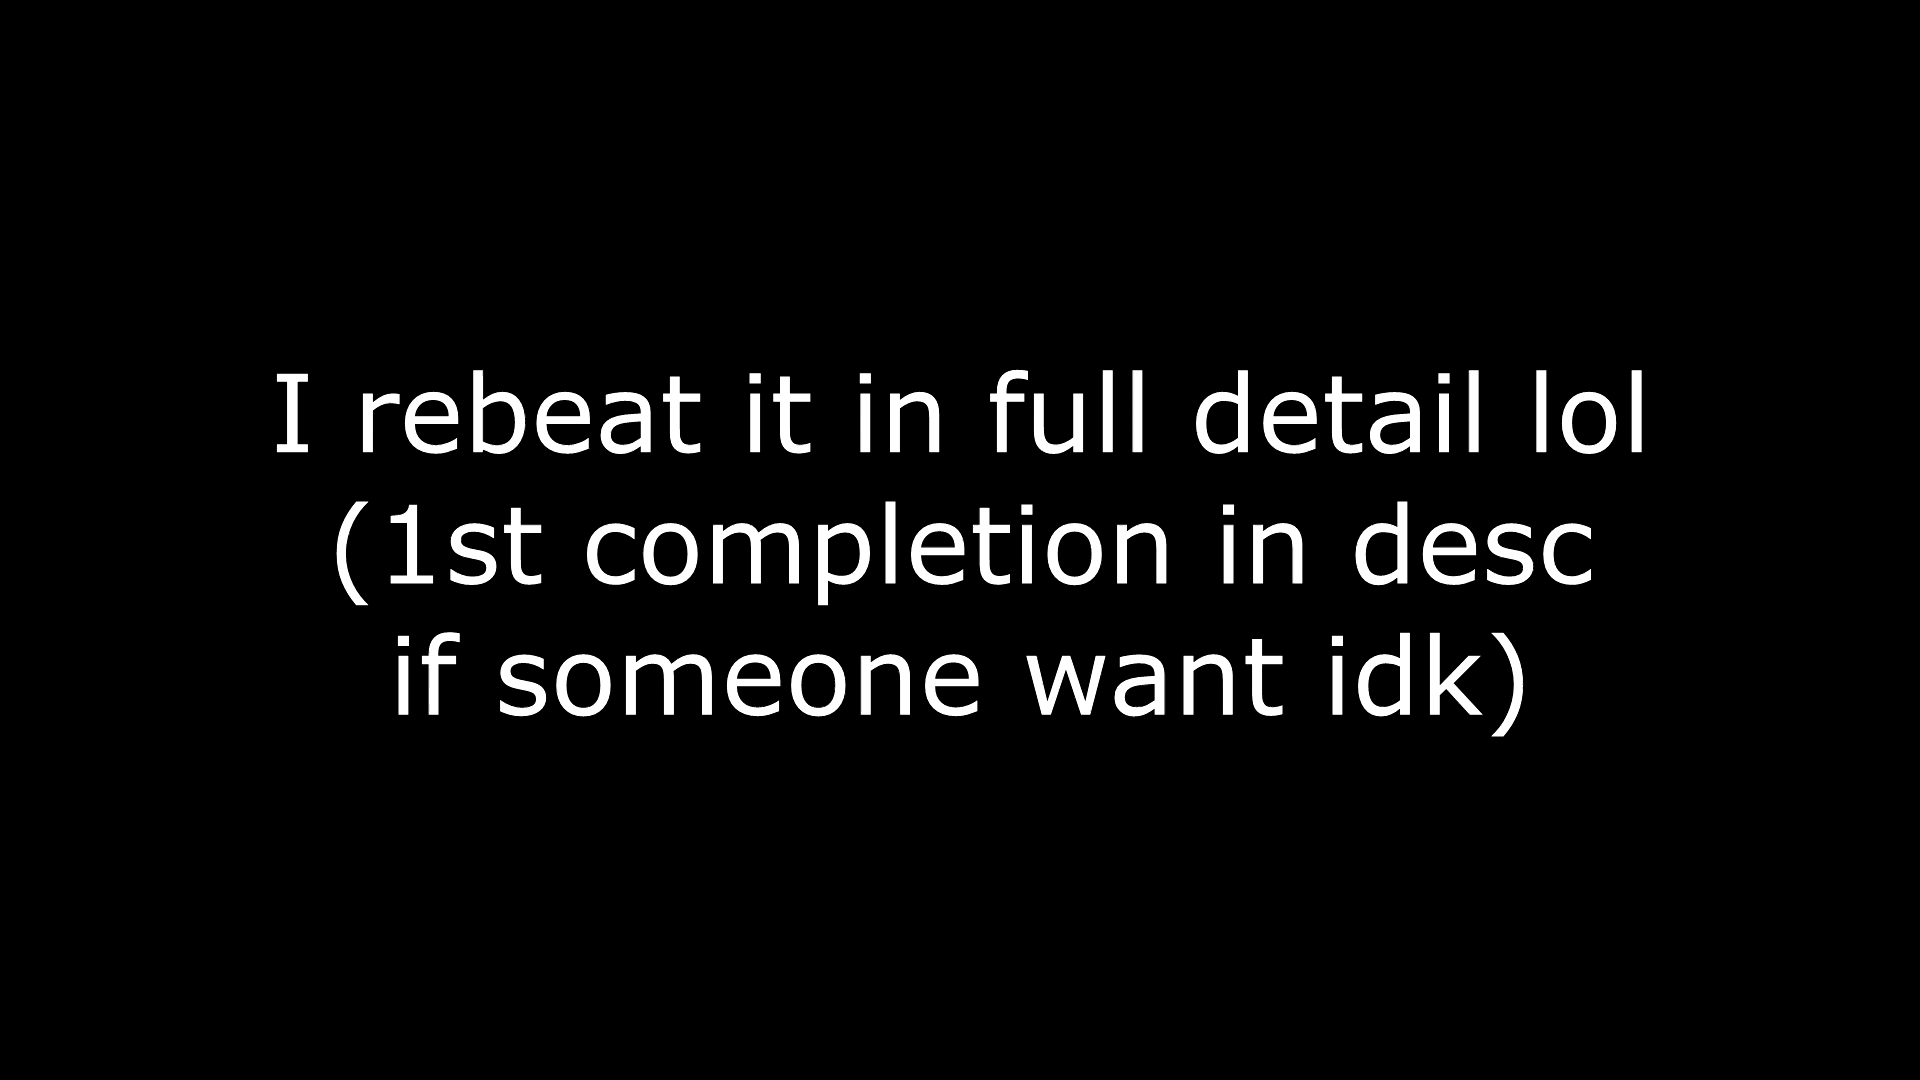 I rebeat it in full detail lol
(1st completion in desc
if someone want idk)